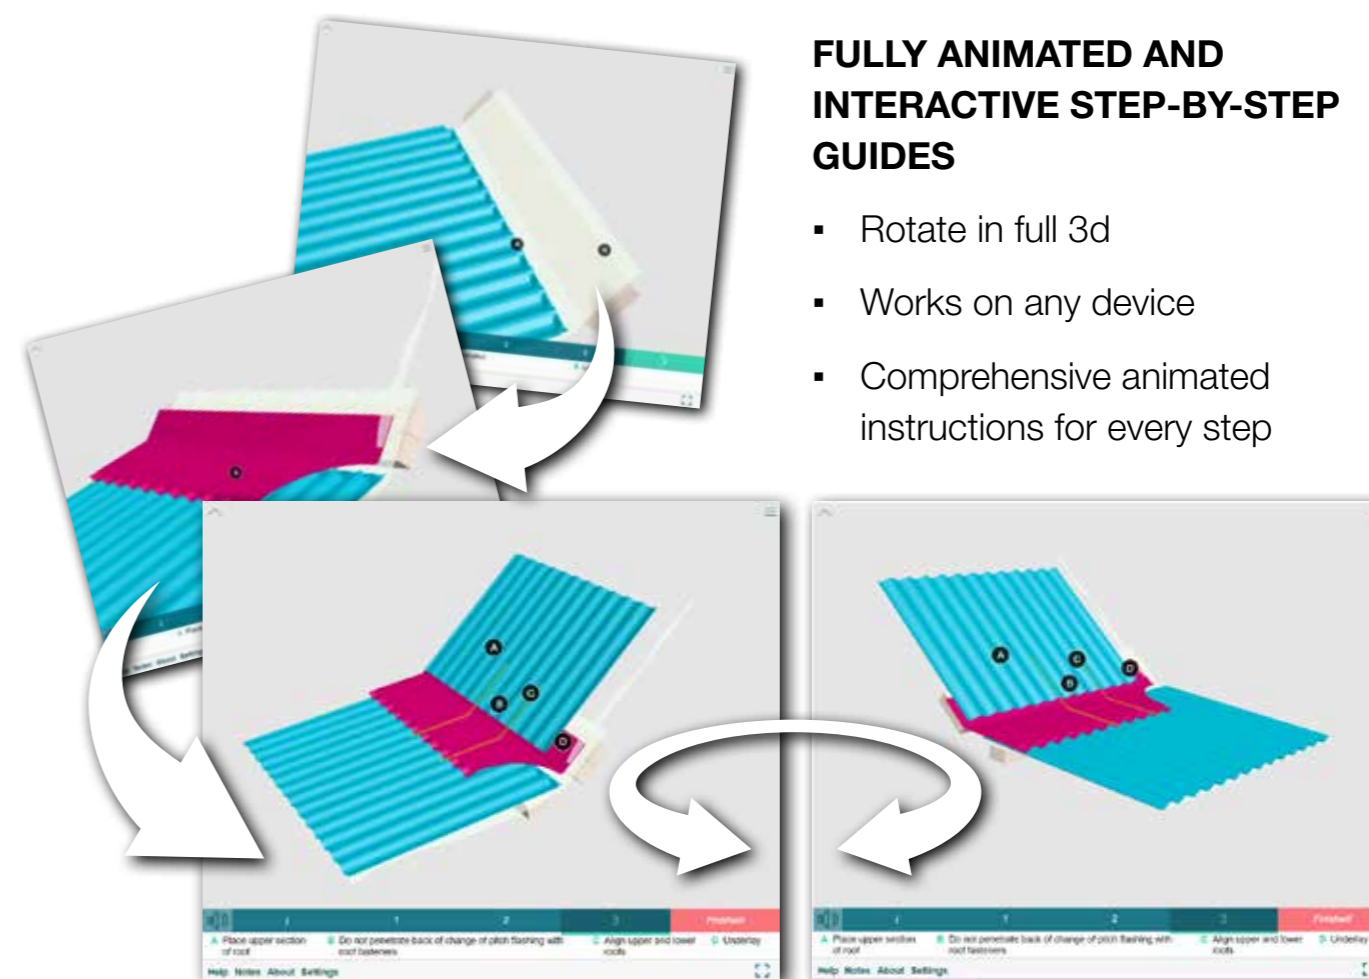 FULLY ANIMATED AND
INTERACTIVE STEP-BY-STEP
GUIDES
▪ Rotate in full 3d
▪ Works on any device
▪ Comprehensive animated
instructions for every step
A
B
C
D
A
B
C
D
i 1 2 3 Finished
A Place upper section
of roof
B Do not penetrate back of change of pitch flashing with
roof fasteners
C Align upper and lower
roofs
D Underlay
Help Notes About Settings
i 1 2 3 Finished
A Place upper section
of roof
B Do not penetrate back of change of pitch flashing with
roof fasteners
C Align upper and lower
roofs
D Underlay
Help Notes About Settings